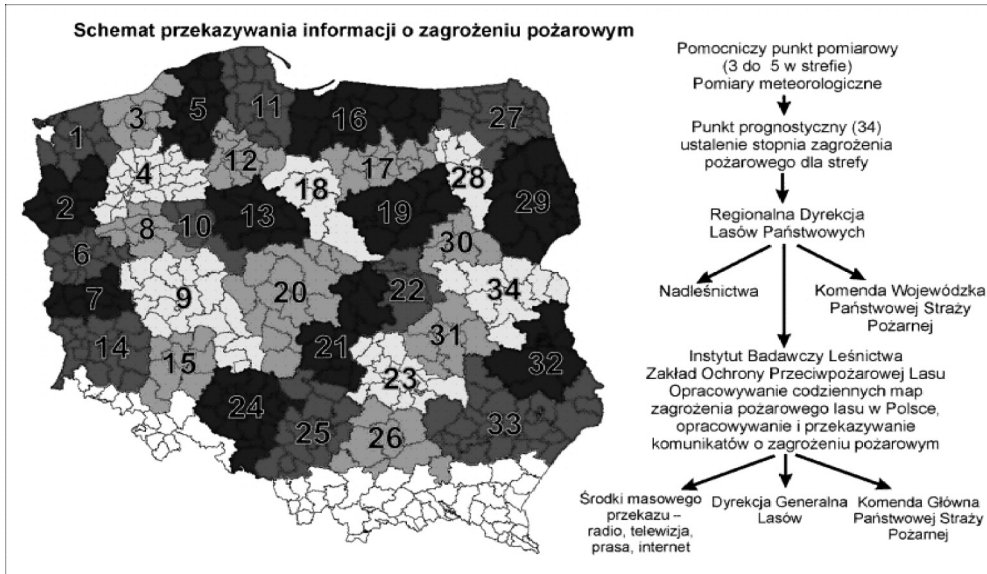 Schemat przekazywania informacji o zagrożeniu pożarowym
1
2
3
4
5
6
7
8
9
10
11
12
13
14
15
16
17
18
19
20
21
22
23
24
25
26
27
28
29
30
31
32
33
34
Pomocniczy punkt pomiarowy
(3 do 5 w strefie)
Pomiary meteorologiczne
Punkt prognostyczny (34)
ustalenie stopnia zagrożenia
pożarowego dla strefy
Regionalna Dyrekcja
Lasów Państwowych
Nadleśnictwa
Komenda Wojewódzka
Państwowej Straży
Pożarnej
Instytut Badawczy Leśnictwa
Zakład Ochrony Przeciwpożarowej Lasu
Opracowywanie codziennych map
zagrożenia pożarowego lasu w Polsce,
opracowywanie i przekazywanie
komunikatów o zagrożeniu pożarowym
Środki masowego
przekazu –
radio, telewizja,
prasa, internet
Dyrekcja Generalna
Lasów
Komenda Główna
Państwowej Straży
Pożarnej